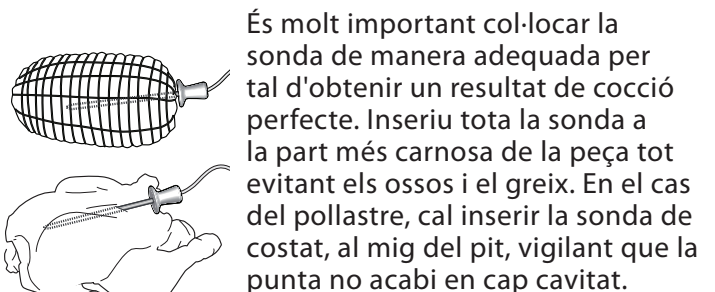 És molt important col·locar la
sonda de manera adequada per
tal d'obtenir un resultat de cocció
perfecte. Inseriu tota la sonda a
la part més carnosa de la peça tot
evitant els ossos i el greix. En el cas
del pollastre, cal inserir la sonda de
costat, al mig del pit, vigilant que la
punta no acabi en cap cavitat.